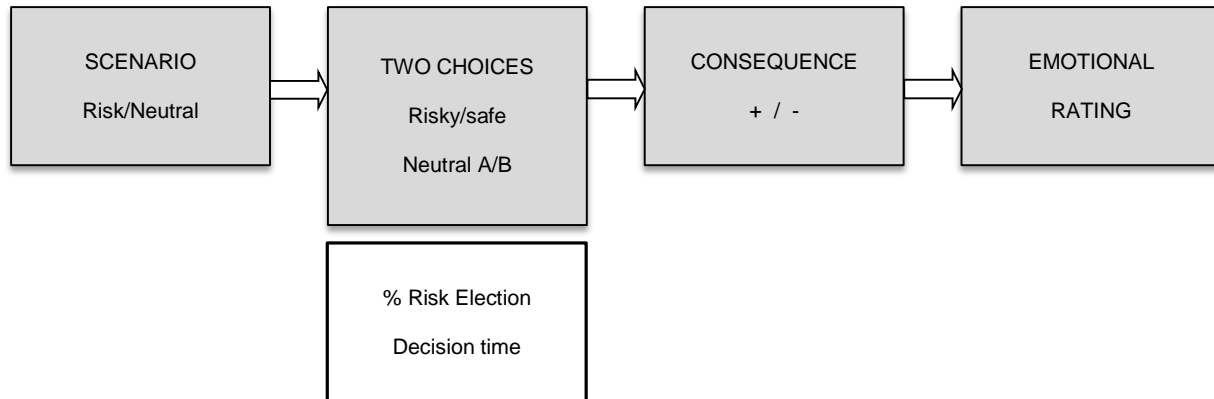 SCENARIO
Risk/Neutral
TWO CHOICES
Risky/safe
Neutral A/B
% Risk Election
Decision time
CONSEQUENCE
+ / -
EMOTIONAL
RATING